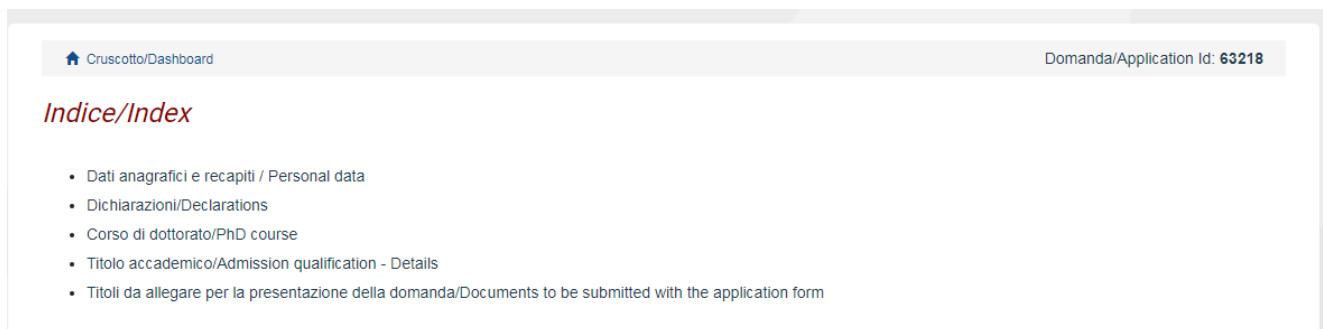 Cruscotto/Dashboard Domanda/Application Id: 63218
Indice/Index
• Dati anagrafici e recapiti / Personal data
• Dichiarazioni/Declarations
• Corso di dottorato/PhD course
• Titolo accademico/Admission qualification - Details
• Titoli da allegare per la presentazione della domanda/Documents to be submitted with the application form